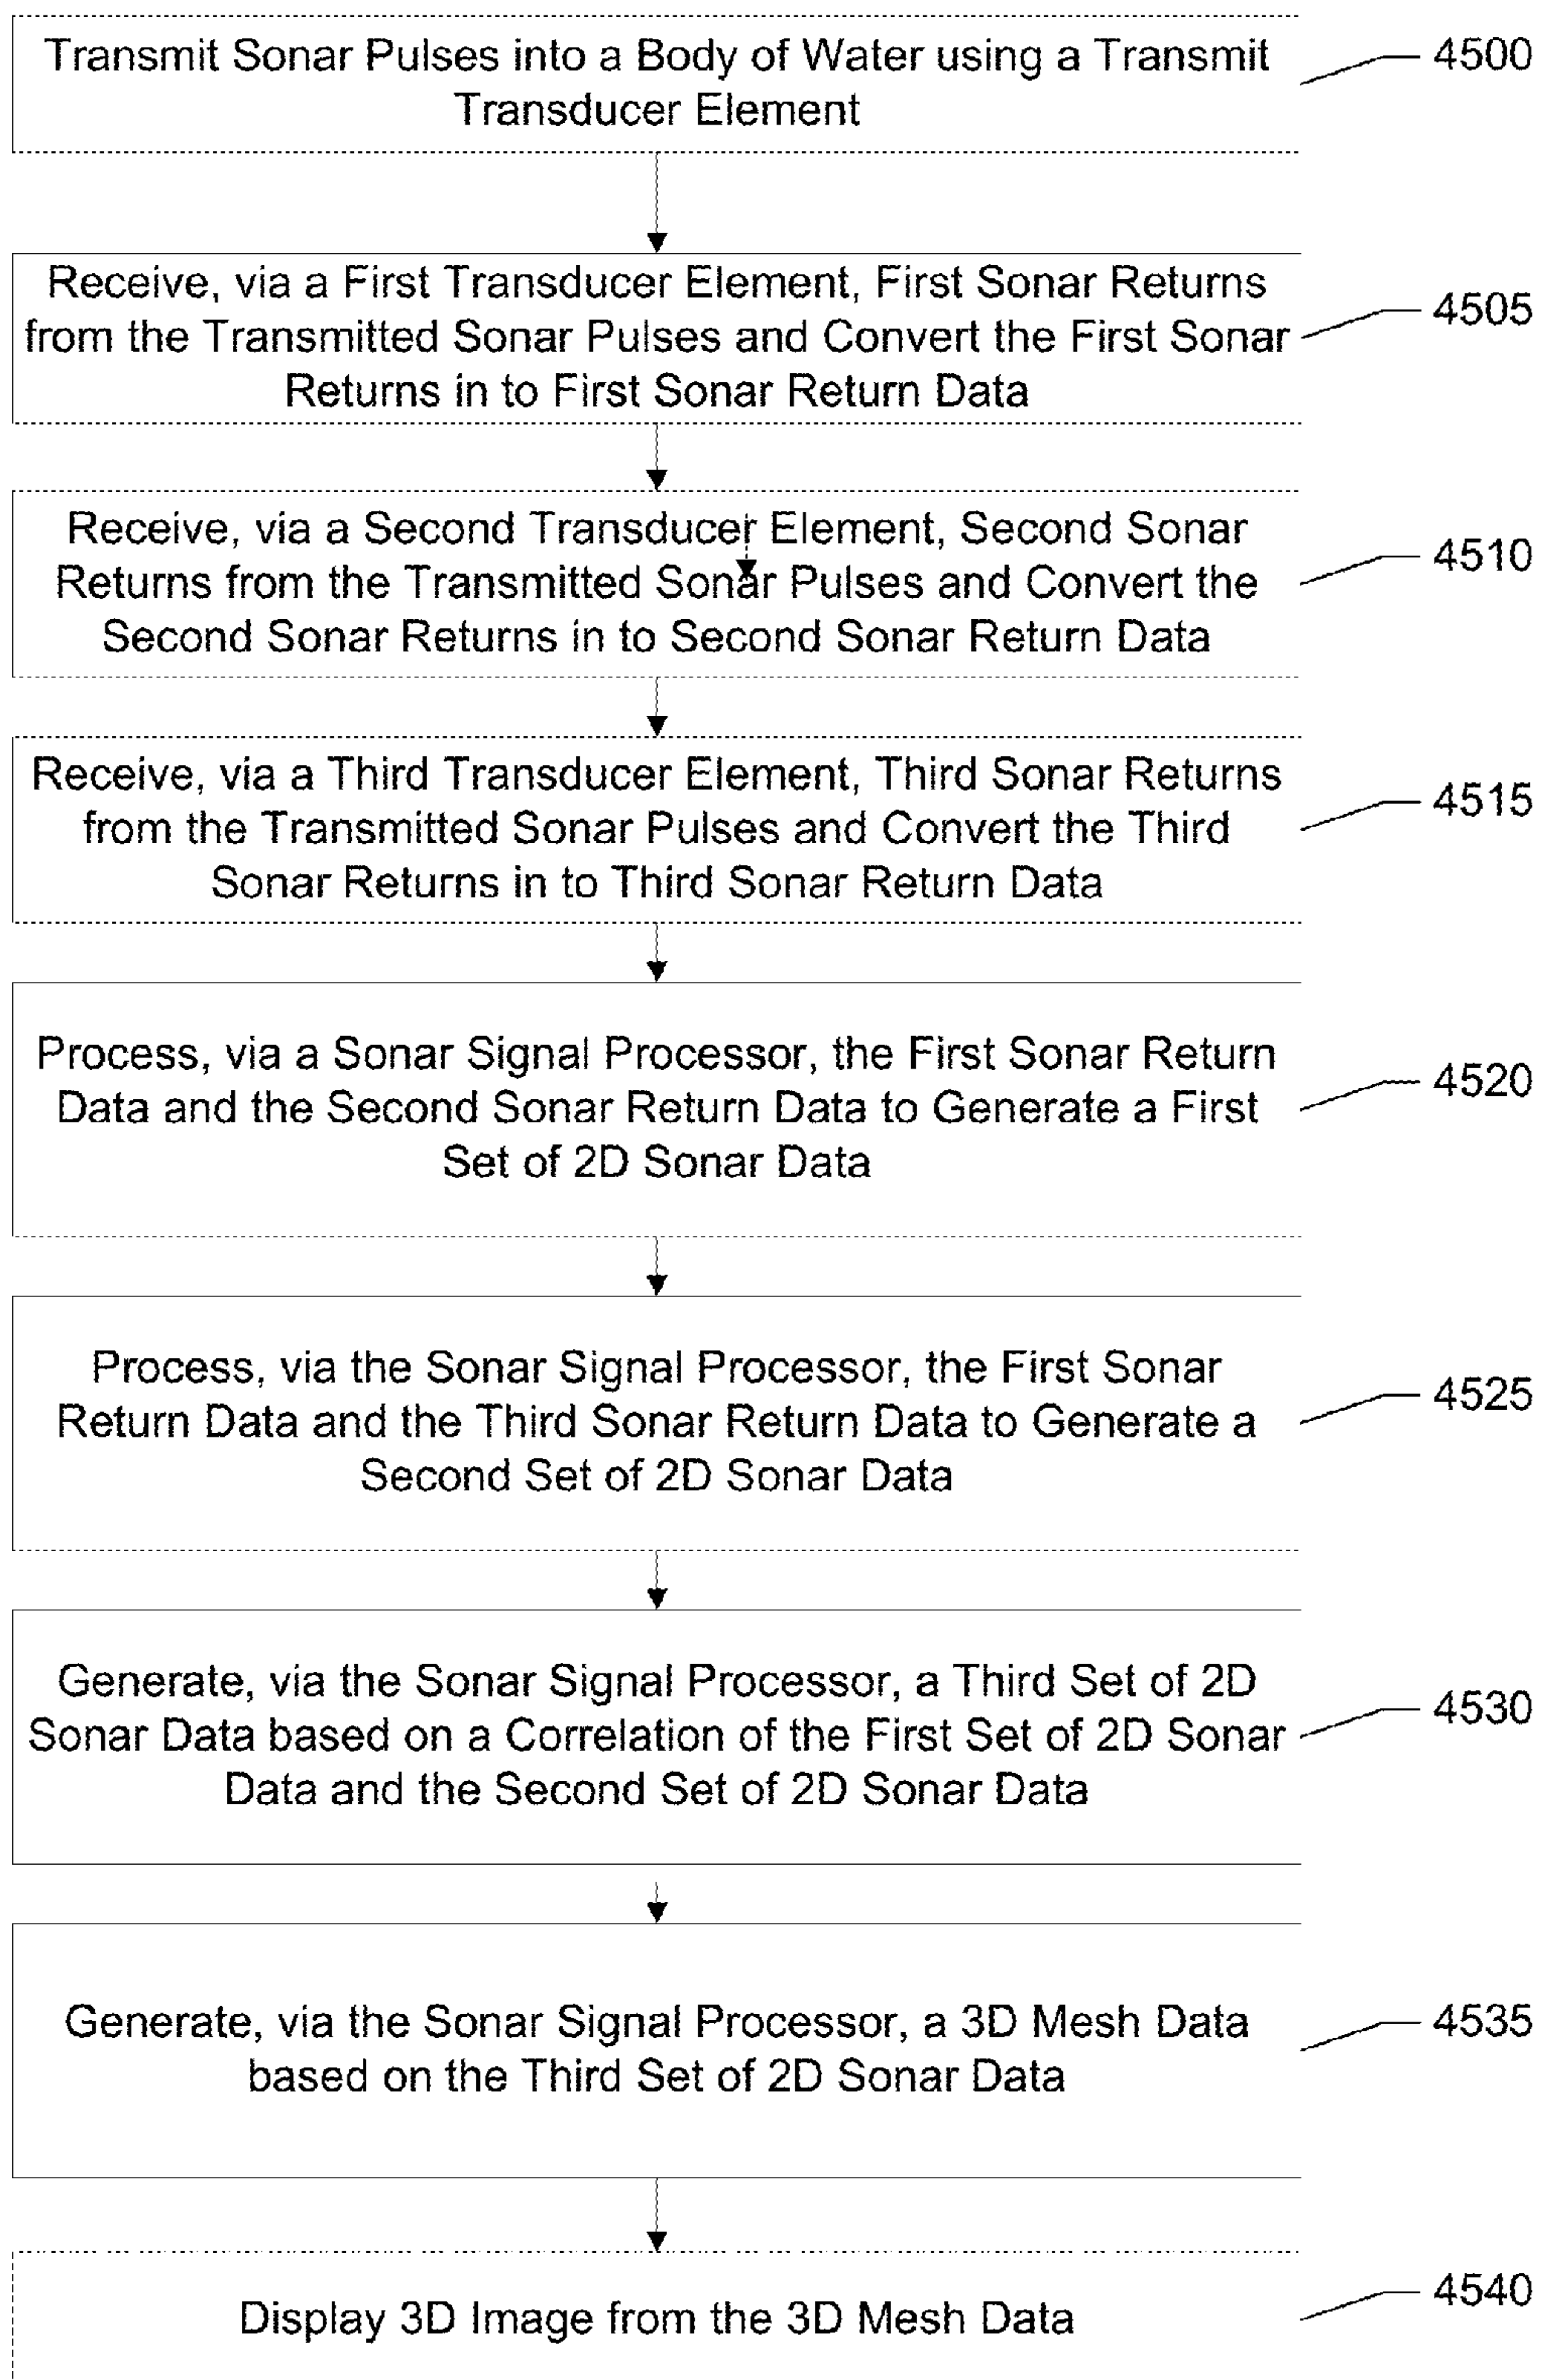 Transmit Sonar Pulses into a Body of Water using a Transmit
Transducer Element
4500
Receive, via a First Transducer Element, First Sonar Returns
from the Transmitted Sonar Pulses and Convert the First Sonar
Returns in to First Sonar Return Data
4505
Receive, via a Second Transducer Element, Second Sonar
Returns from the Transmitted Sonar Pulses and Convert the
Second Sonar Returns in to Second Sonar Return Data
4510
Receive, via a Third Transducer Element, Third Sonar Returns
from the Transmitted Sonar Pulses and Convert the Third
Sonar Returns in to Third Sonar Return Data
4515
Process, via a Sonar Signal Processor, the First Sonar Return
Data and the Second Sonar Return Data to Generate a First
Set of 2D Sonar Data
4520
Process, via the Sonar Signal Processor, the First Sonar
Return Data and the Third Sonar Return Data to Generate a
Second Set of 2D Sonar Data
4525
Generate, via the Sonar Signal Processor, a Third Set of 2D
Sonar Data based on a Correlation of the First Set of 2D Sonar
Data and the Second Set of 2D Sonar Data
4530
Generate, via the Sonar Signal Processor, a 3D Mesh Data
based on the Third Set of 2D Sonar Data
4535
Display 3D Image from the 3D Mesh Data
4540